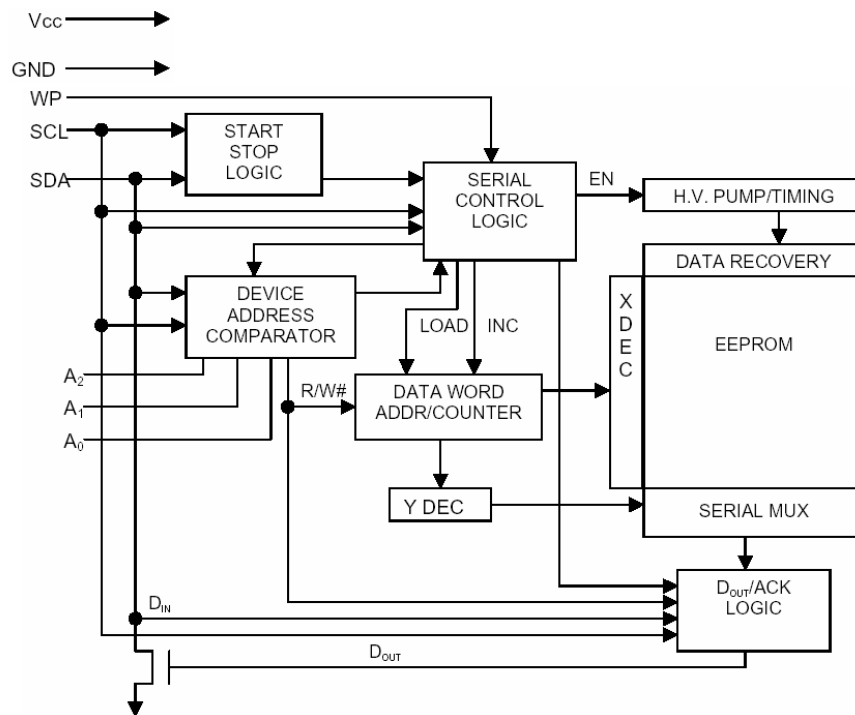 Vcc
GND
WP
SCL
SDA
START
STOP
LOGIC
SERIAL
CONTROL
LOGIC
EN
H.V. PUMP/TIMING
DATA RECOVERY
DEVICE
ADDRESS
COMPARATOR
LOAD
INC
X
DEC
EEPROM
A2
A1
A0
R/W#
DATA WORD
ADDR/COUNTER
Y DEC
SERIAL MUX
DOUT/ACK
LOGIC
DIN
DOUT